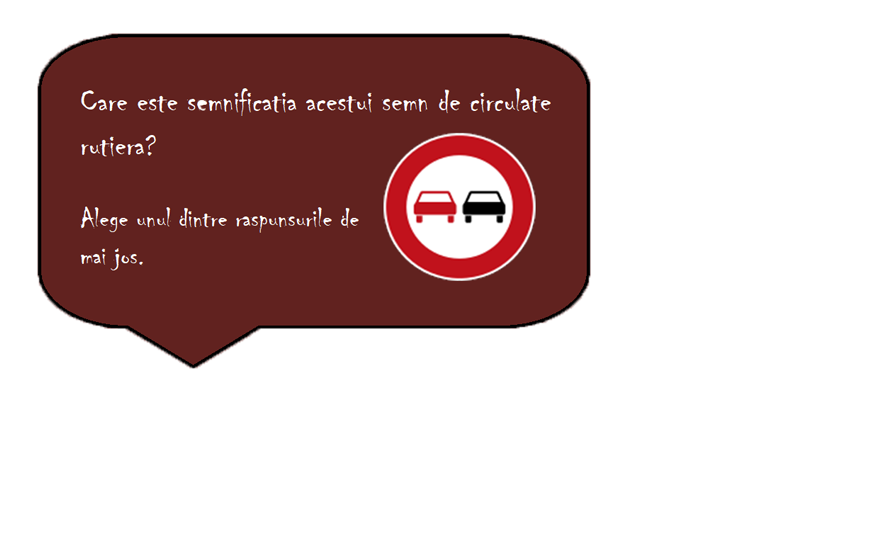 Care este semnificatia acestui semn de circulate
rutiera?
Alege unul dintre raspunsurile de
mai jos.